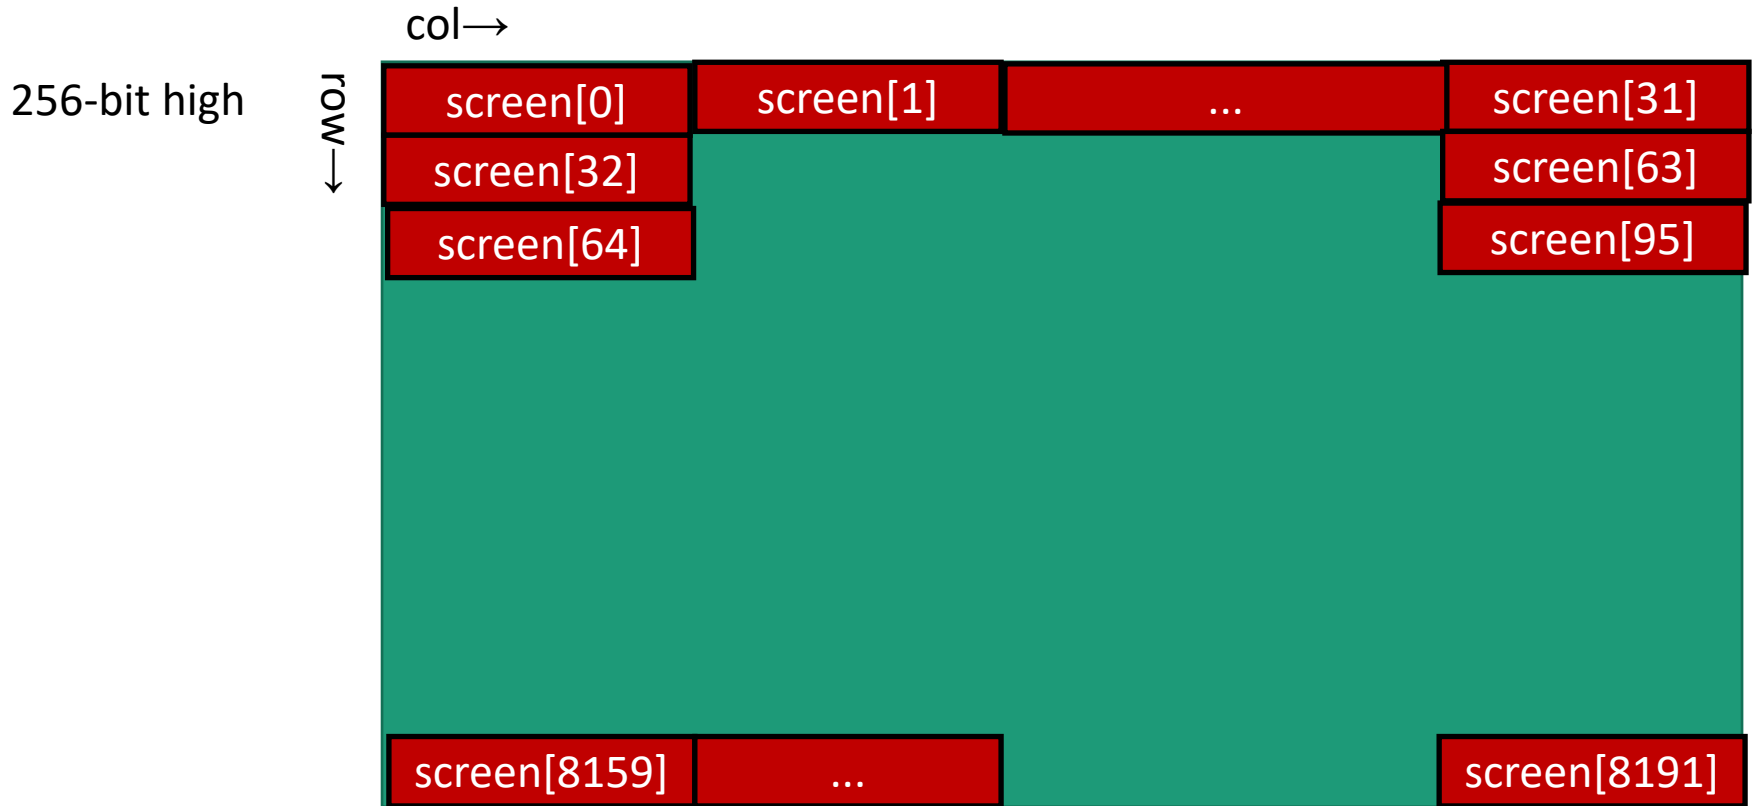 col→
256-bit high
row→
screen[0] screen[1] ... screen[31]
screen[32] screen[63]
screen[64] screen[95]
screen[8159] ... screen[8191]